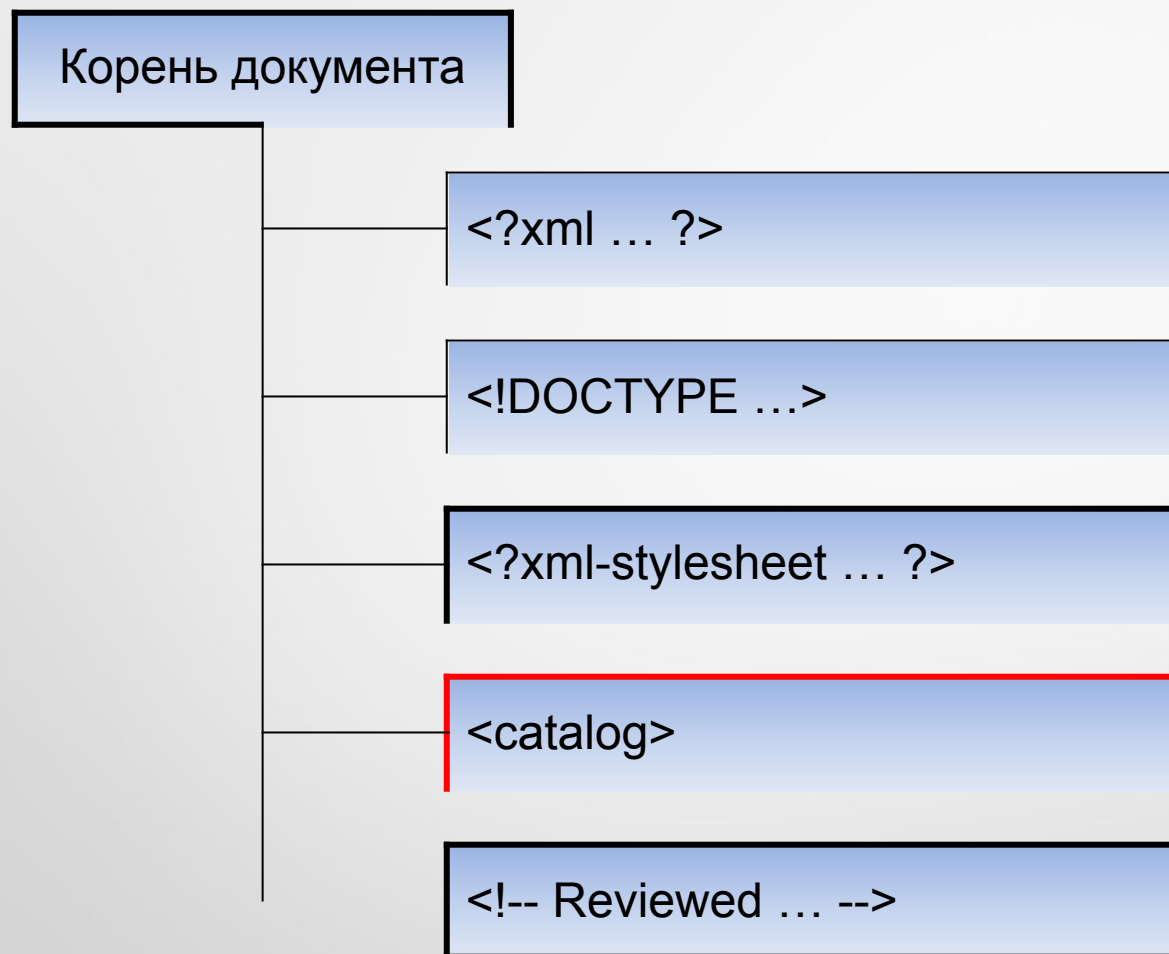 Корень документа
<?xml … ?>
<!DOCTYPE …>
<?xml-stylesheet … ?>
<catalog>
<!-- Reviewed … -->